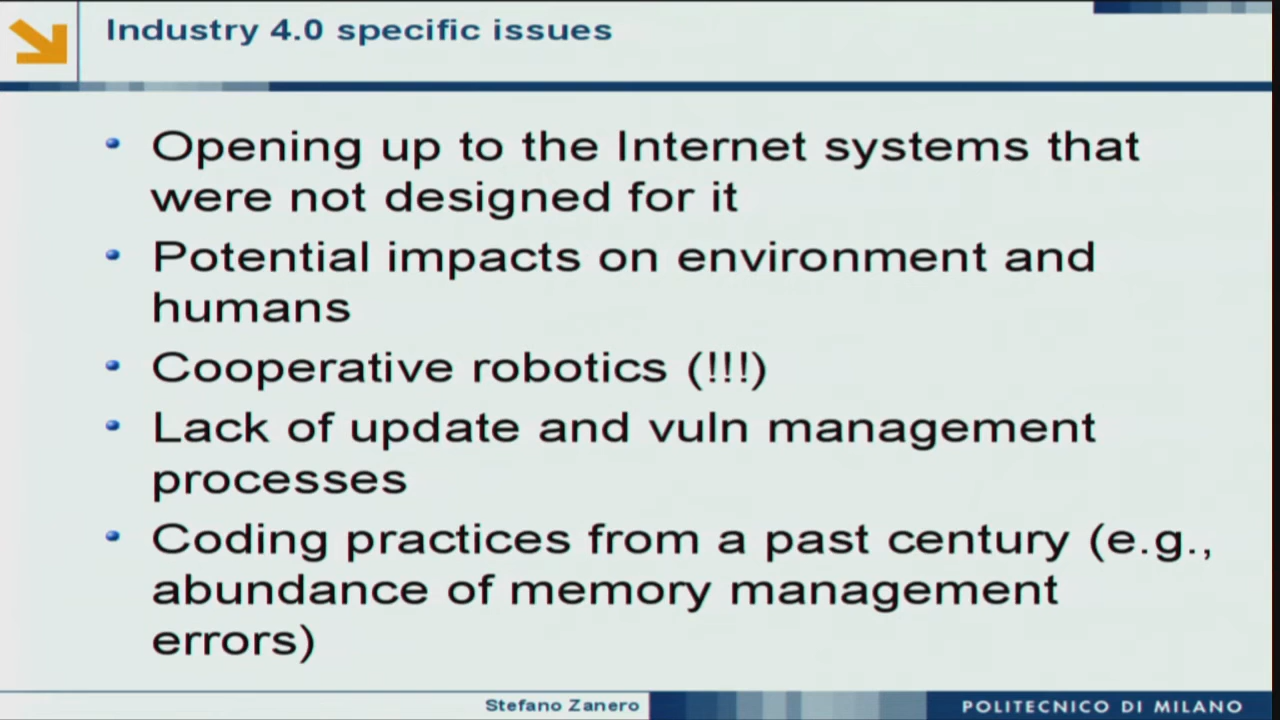 Industry 4.0 specific issues
Opening up to the Internet systems that
were not designed for it
Potential impacts on environment and
humans
Cooperative robotics (!!!)
Lack of update and vuln management
processes
Coding practices from a past century (e.g.,
abundance of memory management
errors)
Stefano Zanero
POLITECNICO DI MILANO